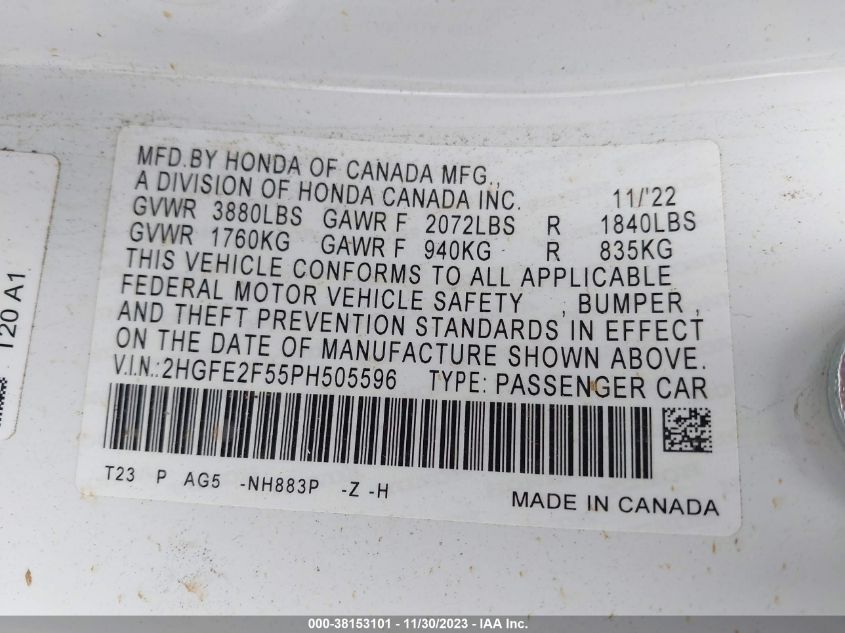 MFD.BY HONDA OF CANADA MFG.,
A DIVISION OF HONDA CANADA INC. 11/'22
GVWR 3880LBS GAWR F 2072LBS R 1840LBS
GVWR 1760KG GAWR F 940KG R 835KG
THIS VEHICLE CONFORMS TO ALL APPLICABLE
FEDERAL MOTOR VEHICLE SAFETY , BUMPER ,
AND THEFT PREVENTION STANDARDS IN EFFECT
ON THE DATE OF MANUFACTURE SHOWN ABOVE.
V.I.N.:2HGFE2F55PH505596 TYPE: PASSENGER CAR
T23 P AG5 -NH883P -Z -H
MADE IN CANADA
T20 A1
000-38153101 - 11/30/2023 - IAA Inc.